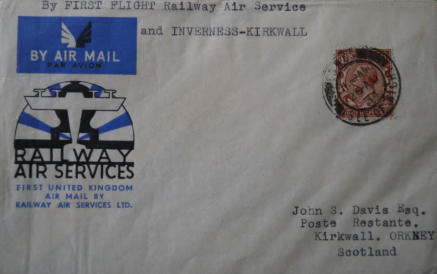 By FIRST FLIGHT Railway Air Service
and INVERNESS-KIRKWALL
BY AIR MAIL
PAR AVION
RAILWAY
AIR SERVICES
FIRST UNITED KINGDOM
AIR MAIL BY
RAILWAY AIR SERVICES LTD.
John S. Davis Esq.
Poste Restante.
Kirkwall, ORKNEY
Scotland